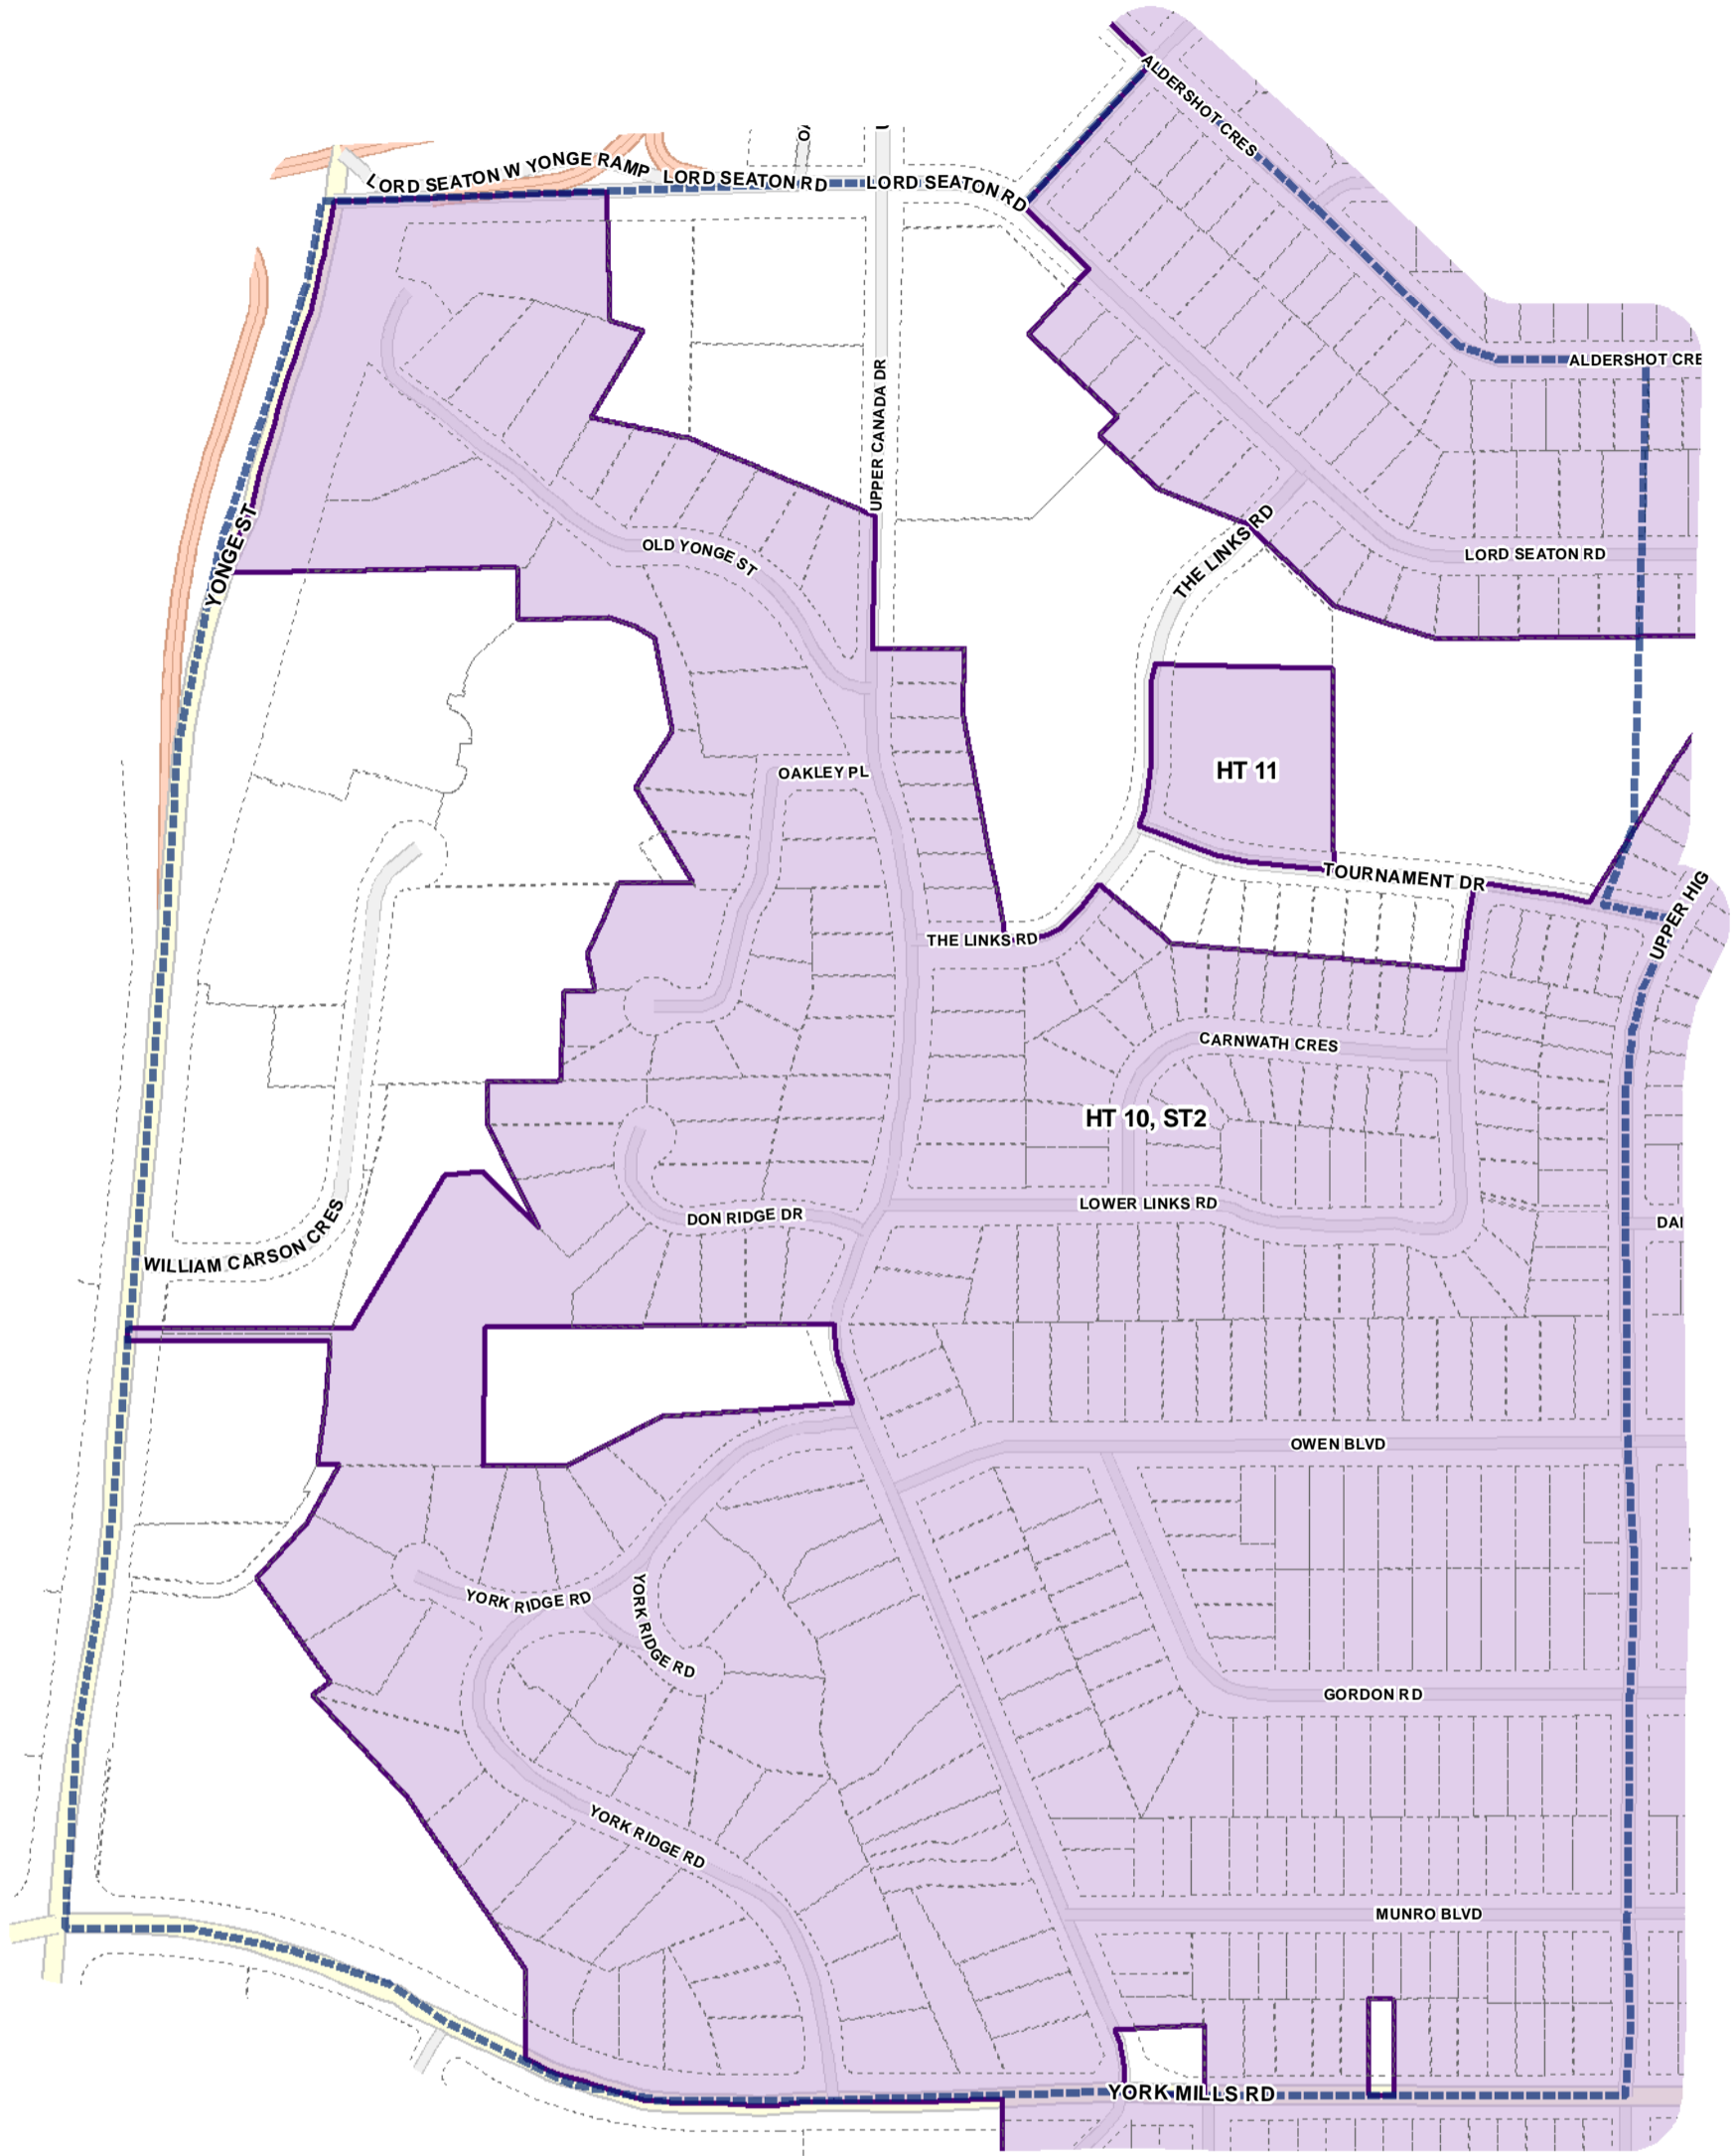 ALDERSHOT CRES
LORD SEATON W YONGE RAMP
LORD SEATON RD
LORD SEATON RD
ALDERSHOT CRE
UPPER CANADA DR
YONGE ST
OLD YONGE ST
THE LINKS RD
LORD SEATON RD
HT 11
OAKLEY PL
TOURNAMENT DR
UPPER HIG
THE LINKS RD
CARNWATH CRES
HT 10, ST2
LOWER LINKS RD
DON RIDGE DR
DAI
WILLIAM CARSON CRES
OWEN BLVD
YORK RIDGE RD
YORK RIDGE RD
GORDON RD
YORK RIDGE RD
MUNRO BLVD
YORK MILLS RD